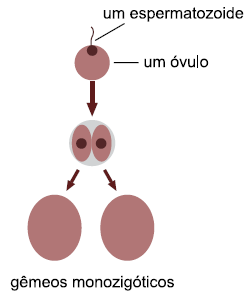 um espermatozoide
um óvulo
gêmeos monozigóticos